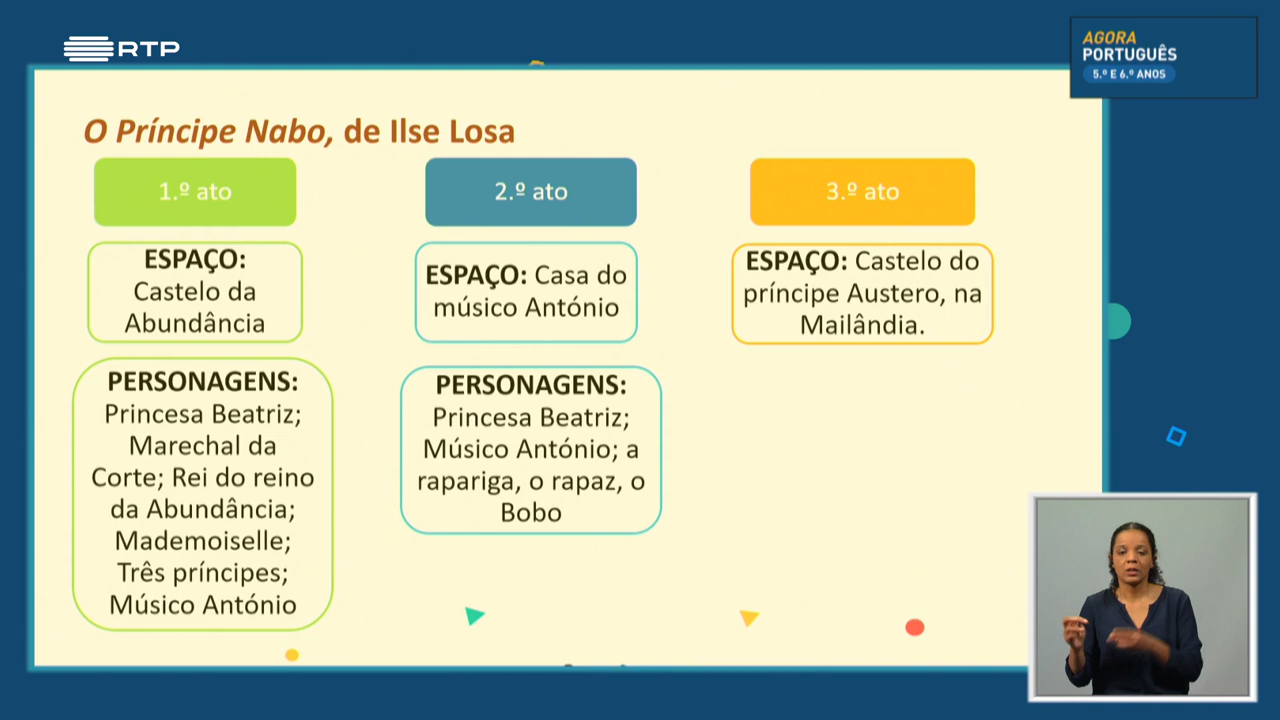 RTP
AGORA
PORTUGUÊS
5.º E 6.º ANOS
O Príncipe Nabo, de Ilse Losa
1.º ato
2.º ato
3.º ato
ESPAÇO:
Castelo da
Abundância
ESPAÇO: Casa do
músico António
ESPAÇO: Castelo do
príncipe Austero, na
Mailândia.
PERSONAGENS:
Princesa Beatriz;
Marechal da
Corte; Rei do reino
da Abundância;
Mademoiselle;
Três príncipes;
Músico António
PERSONAGENS:
Princesa Beatriz;
Músico António; a
rapariga, o rapaz, o
Bobo